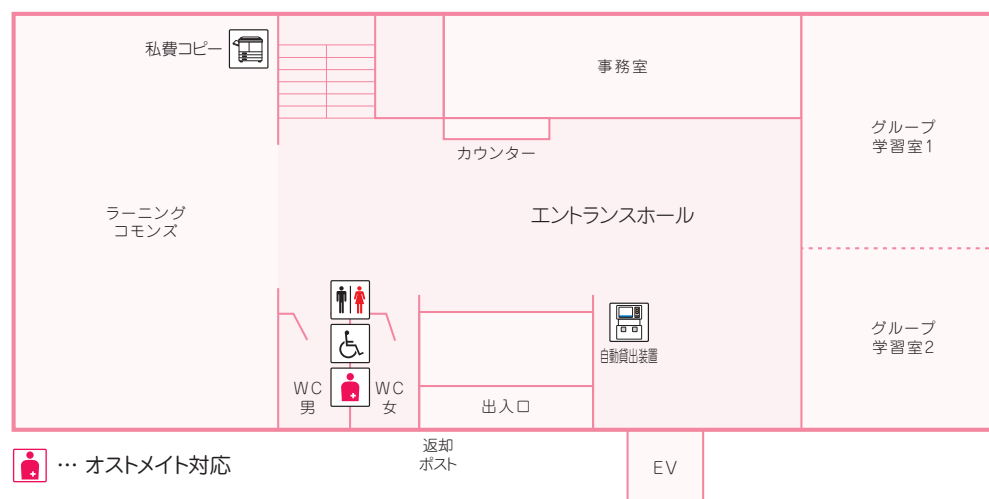 私費コピー
事務室
グループ
学習室1
カウンター
ラーニング
コモンズ
エントランスホール
グループ
学習室2
自動貸出装置
WC
男
WC
女
出入口
返却
ポスト
EV
… オストメイト対応